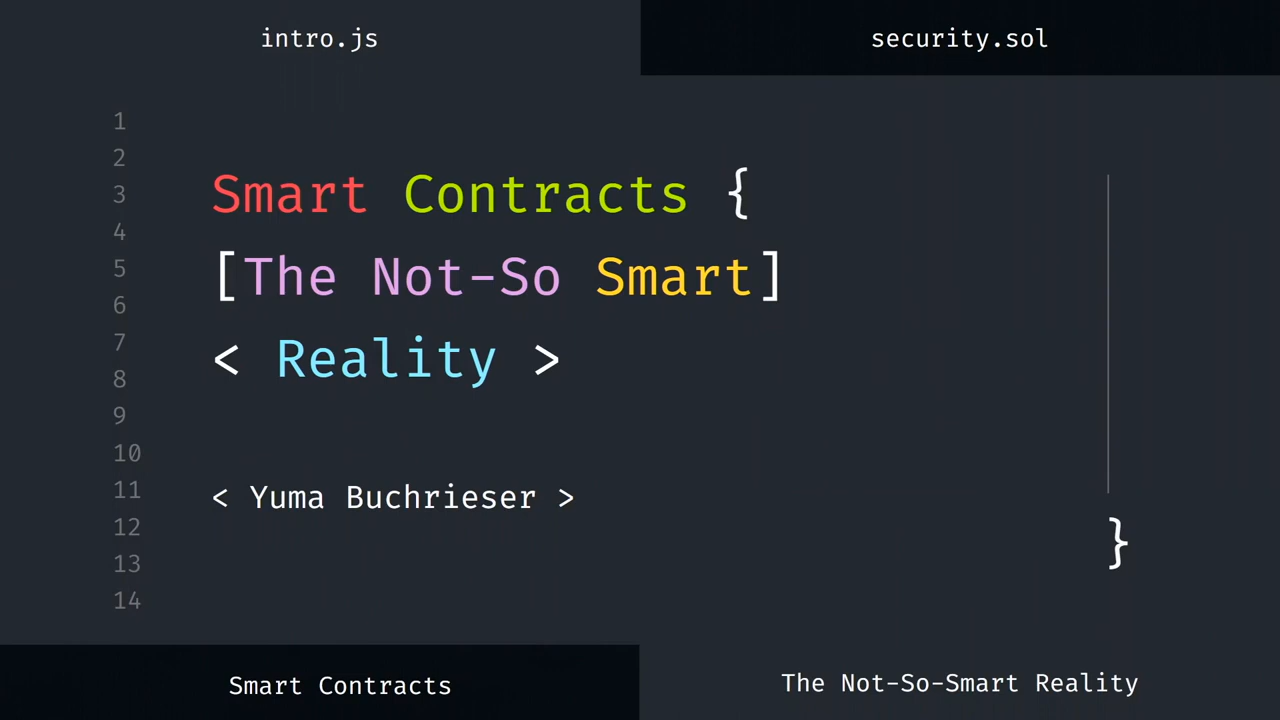 intro.js
security.sol
1
2
3
4
5
6
7
8
9
10
11
12
13
14
Smart Contracts {
[The Not-So Smart]
< Reality >
< Yuma Buchrieser >
}
Smart Contracts
The Not-So-Smart Reality